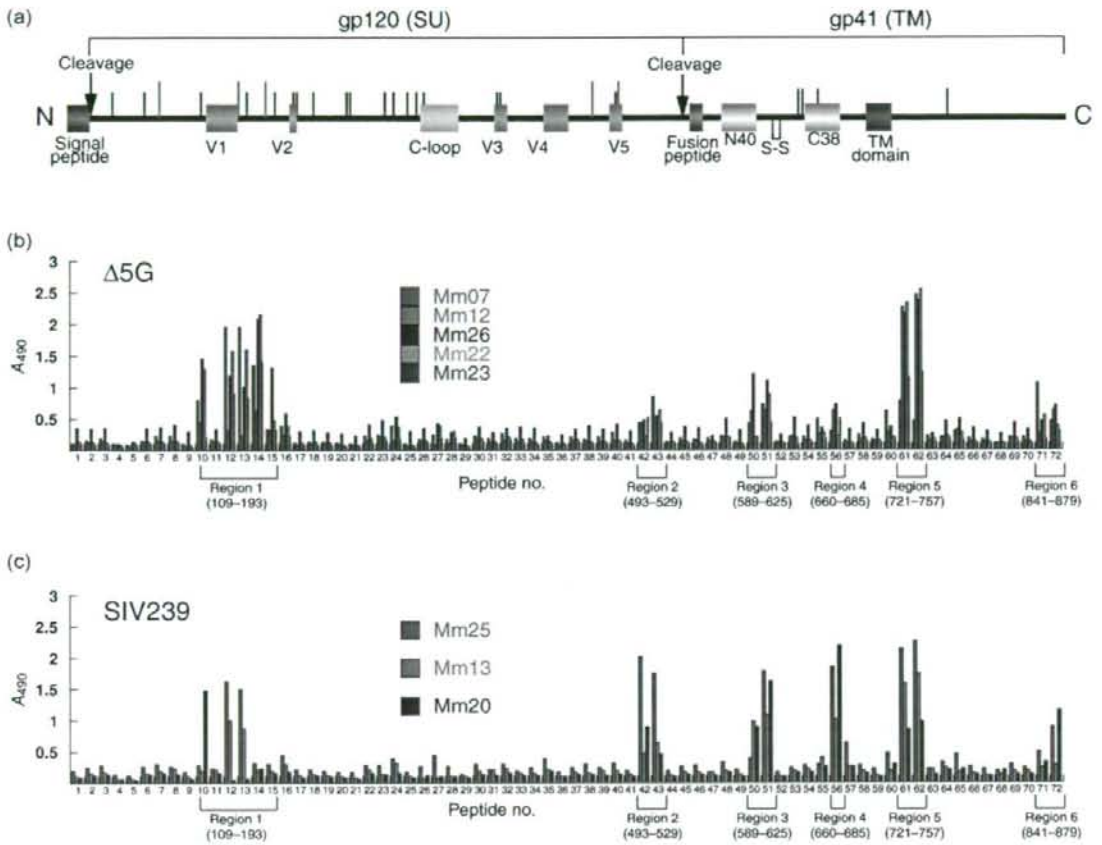 (a)
gp120 (SU) gp41 (TM)
Cleavage Cleavage
N C
Signal peptide V1 V2 C-loop V3 V4 V5 Fusion peptide N40 S-S C38 TM domain
(b)
Δ5G
3
2.5
2
1.5
1
0.5
A490
Mm07
Mm12
Mm26
Mm22
Mm23
1 2 3 4 5 6 7 8 9 10 11 12 13 14 15 16 17 18 19 20 21 22 23 24 25 26 27 28 29 30 31 32 33 34 35 36 37 38 39 40 41 42 43 44 45 46 47 48 49 50 51 52 53 54 55 56 57 58 59 60 61 62 63 64 65 66 67 68 69 70 71 72
Peptide no.
Region 1 Region 2 Region 3 Region 4 Region 5 Region 6
(109–193) (493–529) (589–625) (660–685) (721–757) (841–879)
(c)
SIV239
3
2.5
2
1.5
1
0.5
A490
Mm25
Mm13
Mm20
1 2 3 4 5 6 7 8 9 10 11 12 13 14 15 16 17 18 19 20 21 22 23 24 25 26 27 28 29 30 31 32 33 34 35 36 37 38 39 40 41 42 43 44 45 46 47 48 49 50 51 52 53 54 55 56 57 58 59 60 61 62 63 64 65 66 67 68 69 70 71 72
Peptide no.
Region 1 Region 2 Region 3 Region 4 Region 5 Region 6
(109–193) (493–529) (589–625) (660–685) (721–757) (841–879)